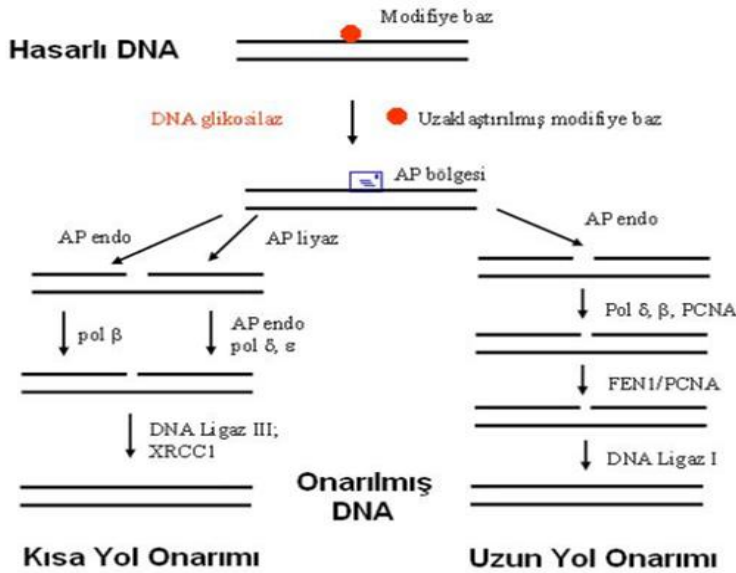 Modifiye baz
Hasarlı DNA
DNA glikosilaz
Uzaklaştırılmış modifiye baz
AP bölgesi
AP endo
AP liyaz
AP endo
pol β
AP endo
pol δ, ε
Pol δ, β, PCNA
FEN1/PCNA
DNA Ligaz III;
XRCC1
DNA Ligaz I
Onarılmış
DNA
Kısa Yol Onarımı
Uzun Yol Onarımı